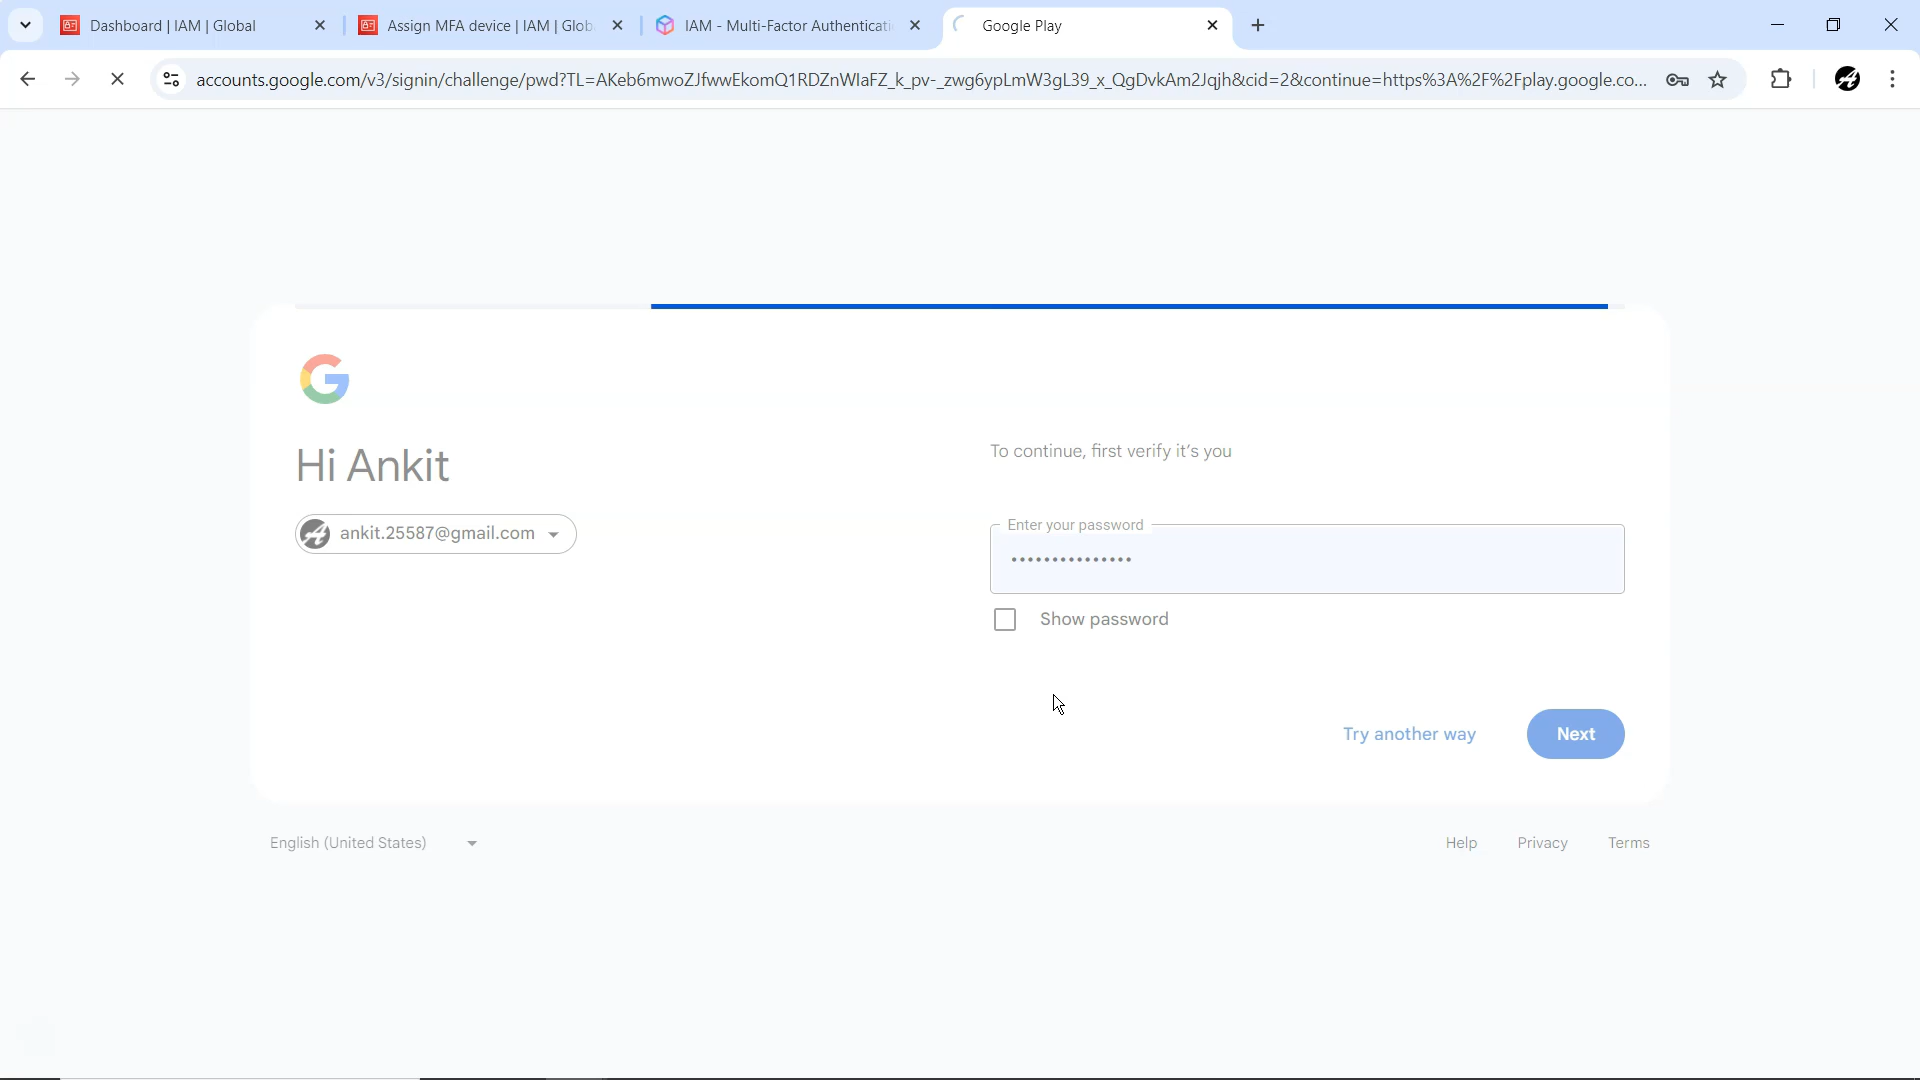 Dashboard | IAM | Global
Assign MFA device | IAM | Glob
IAM - Multi-Factor Authenticati
Google Play
accounts.google.com/v3/signin/challenge/pwd?TL=AKeb6mwoZJfwwEkomQ1RDZnWlaFZ_k_pv-_zwg6ypLmW3gL39_x_QgDvkAm2Jqjh&cid=2&continue=https%3A%2F%2Fplay.google.co...
Hi Ankit
ankit.25587@gmail.com
To continue, first verify it's you
Enter your password
Show password
Try another way
Next
English (United States)
Help
Privacy
Terms